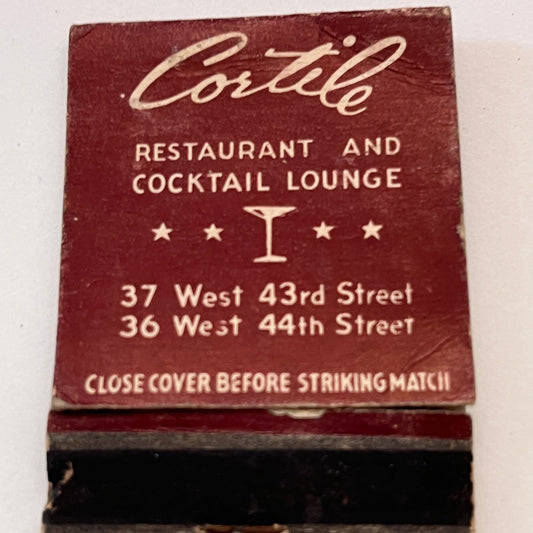 Cortile
RESTAURANT AND
COCKTAIL LOUNGE
37 West 43rd Street
36 West 44th Street
CLOSE COVER BEFORE STRIKING MATCH